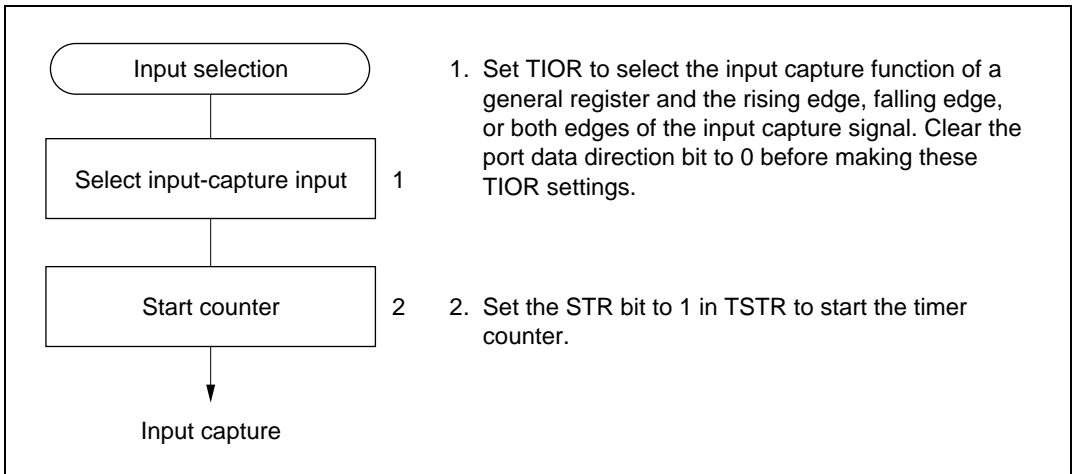 Input selection
1. Set TIOR to select the input capture function of a
general register and the rising edge, falling edge,
or both edges of the input capture signal. Clear the
port data direction bit to 0 before making these
TIOR settings.
Select input-capture input 1
Start counter 2
2. Set the STR bit to 1 in TSTR to start the timer
counter.
Input capture